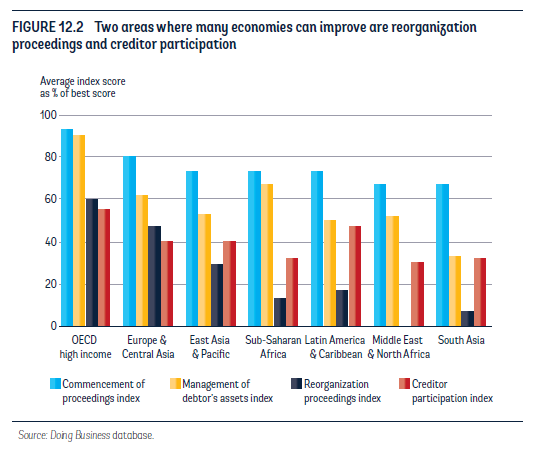 FIGURE 12.2 Two areas where many economies can improve are reorganization
proceedings and creditor participation
Average index score
as % of best score
100
80
60
40
20
0
OECD
high income
Europe &
Central Asia
East Asia
& Pacific
Sub-Saharan
Africa
Latin America
& Caribbean
Middle East
& North Africa
South Asia
Commencement of
proceedings index
Management of
debtor's assets index
Reorganization
proceedings index
Creditor
participation index
Source: Doing Business database.